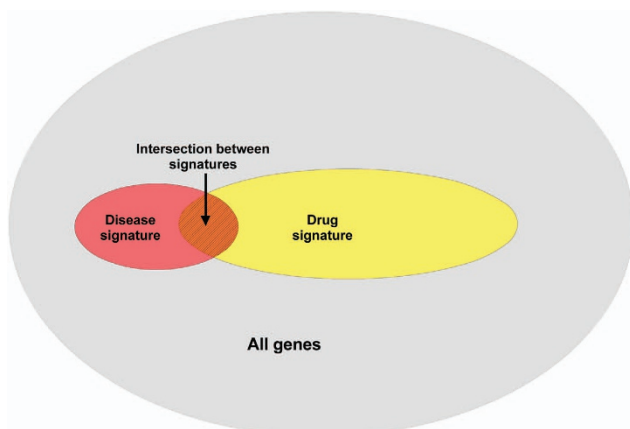 Intersection between
signatures
Disease
signature
Drug
signature
All genes